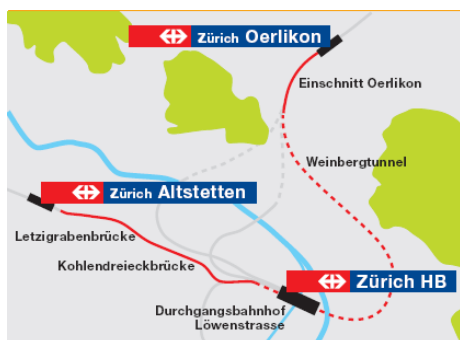 zürich Oerlikon
Einschnitt Oerlikon
Weinbergtunnel
zürich Altstetten
Letzigrabenbrücke
Kohlendreieckbrücke
Zürich HB
Durchgangsbahnhof
Löwenstrasse